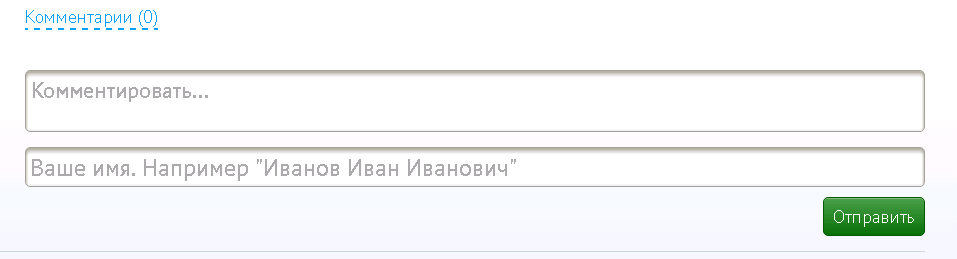 Комментарии (0)
Комментировать...
Ваше имя. Например "Иванов Иван Иванович"
Отправить